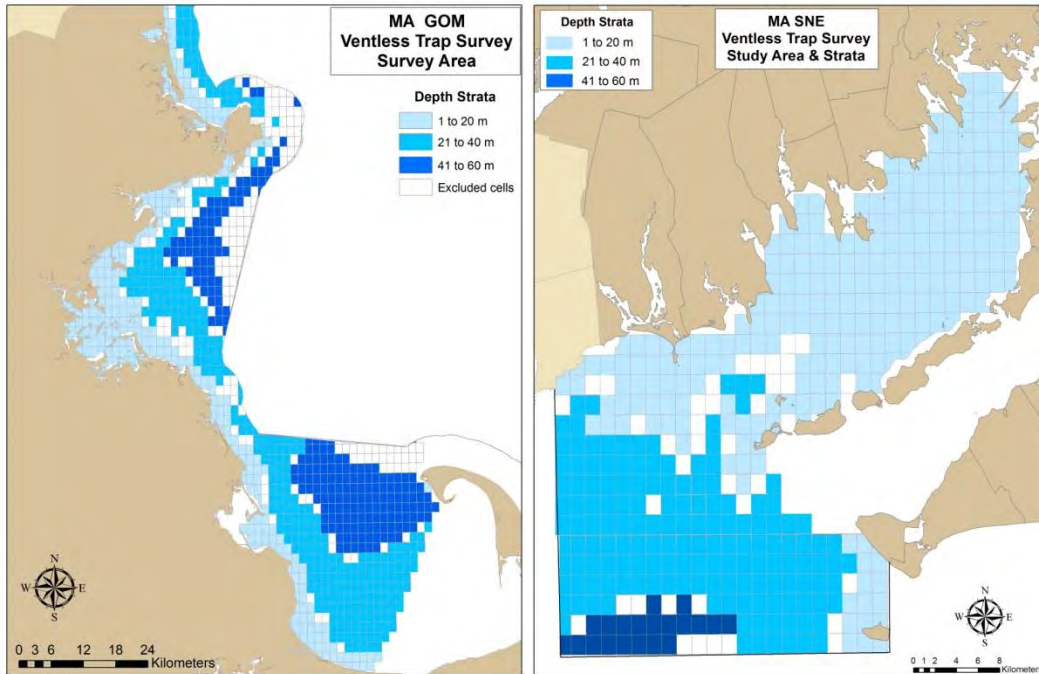 MA GOM
Ventless Trap Survey
Survey Area
Depth Strata
1 to 20 m
21 to 40 m
41 to 60 m
Excluded cells
N
W E
S
0 3 6 12 18 24
Kilometers
Depth Strata
1 to 20 m
21 to 40 m
41 to 60 m
MA SNE
Ventless Trap Survey
Study Area & Strata
N
W E
S
0 1 2 4 6 8
Kilometers